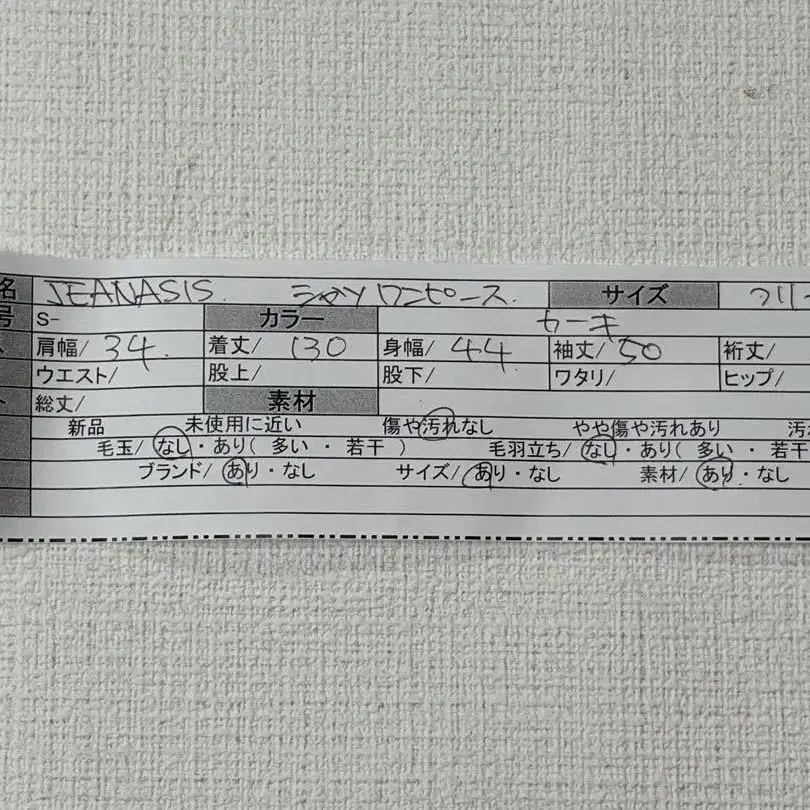 名 JEANASIS. シャツワンピース. サイズ フリー
号 S- カラー カーキ
肩幅/ 34. 着丈/ 130 身幅/ 44 袖丈/ 50 裄丈/
ウエスト/ 股上/ 股下/ ワタリ/ ヒップ/
総丈/ 素材
新品 未使用に近い 傷や汚れなし やや傷や汚れあり 汚れ
毛玉/ なし・あり( 多い ・ 若干 ) 毛羽立ち/ なし・あり( 多い ・ 若干
ブランド/ あり・なし サイズ/ あり・なし 素材/ あり・なし